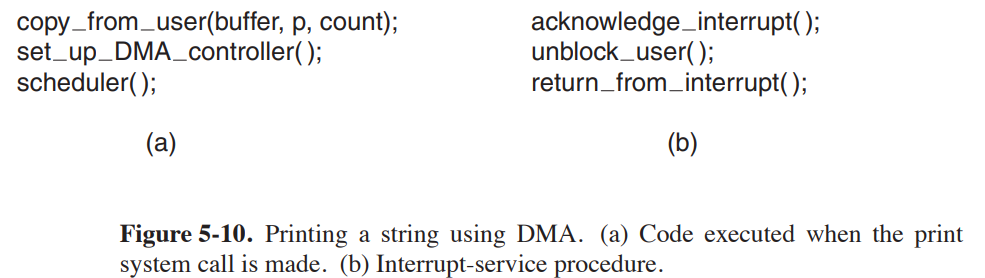 copy_from_user(buffer, p, count);
set_up_DMA_controller( );
scheduler( );
(a)
acknowledge_interrupt( );
unblock_user( );
return_from_interrupt( );
(b)
Figure 5-10. Printing a string using DMA. (a) Code executed when the print
system call is made. (b) Interrupt-service procedure.